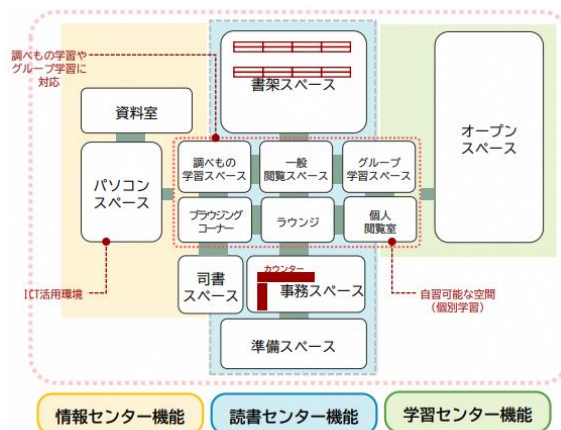 調べもの学習や
グループ学習に
対応
書架スペース
オープン
スペース
資料室
パソコン
スペース
調べもの
学習スペース
一般
閲覧スペース
グループ
学習スペース
ブラウジング
コーナー
ラウンジ
個人
閲覧室
ICT活用環境
司書
スペース
カウンター
事務スペース
自習可能な空間
(個別学習)
準備スペース
情報センター機能
読書センター機能
学習センター機能